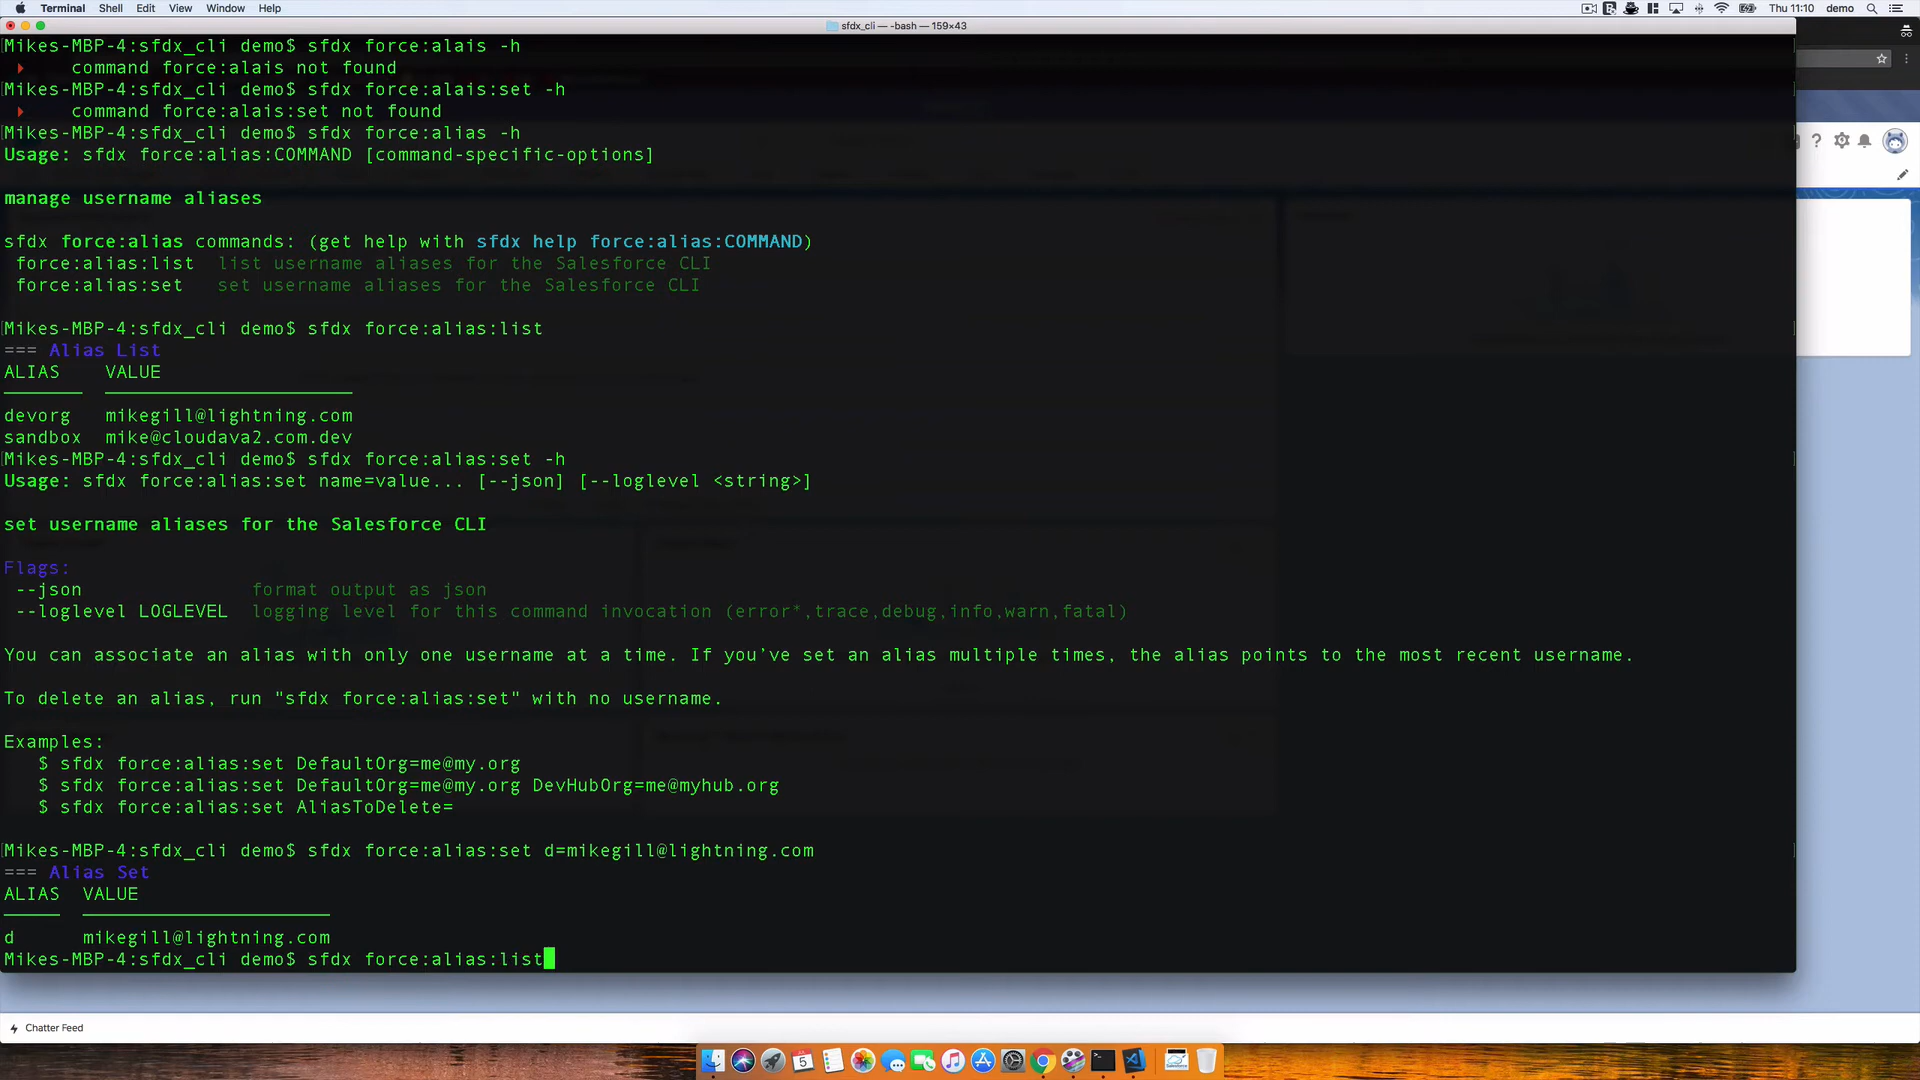 Terminal Shell Edit View Window Help Thu 11:10 demo
sfdx_cli — -bash — 159×43
Mikes-MBP-4:sfdx_cli demo$ sfdx force:alais -h
command force:alais not found
Mikes-MBP-4:sfdx_cli demo$ sfdx force:alais:set -h
command force:alais:set not found
Mikes-MBP-4:sfdx_cli demo$ sfdx force:alias -h
Usage: sfdx force:alias:COMMAND [command-specific-options]
manage username aliases
sfdx force:alias commands: (get help with sfdx help force:alias:COMMAND)
force:alias:list list username aliases for the Salesforce CLI
force:alias:set set username aliases for the Salesforce CLI
Mikes-MBP-4:sfdx_cli demo$ sfdx force:alias:list
=== Alias List
ALIAS VALUE
devorg mikegill@lightning.com
sandbox mike@cloudava2.com.dev
Mikes-MBP-4:sfdx_cli demo$ sfdx force:alias:set -h
Usage: sfdx force:alias:set name=value... [--json] [--loglevel <string>]
set username aliases for the Salesforce CLI
Flags:
--json format output as json
--loglevel LOGLEVEL logging level for this command invocation (error*,trace,debug,info,warn,fatal)
You can associate an alias with only one username at a time. If you’ve set an alias multiple times, the alias points to the most recent username.
To delete an alias, run "sfdx force:alias:set" with no username.
Examples:
$ sfdx force:alias:set DefaultOrg=me@my.org
$ sfdx force:alias:set DefaultOrg=me@my.org DevHubOrg=me@myhub.org
$ sfdx force:alias:set AliasToDelete=
Mikes-MBP-4:sfdx_cli demo$ sfdx force:alias:set d=mikegill@lightning.com
=== Alias Set
ALIAS VALUE
d mikegill@lightning.com
Mikes-MBP-4:sfdx_cli demo$ sfdx force:alias:list
Chatter Feed